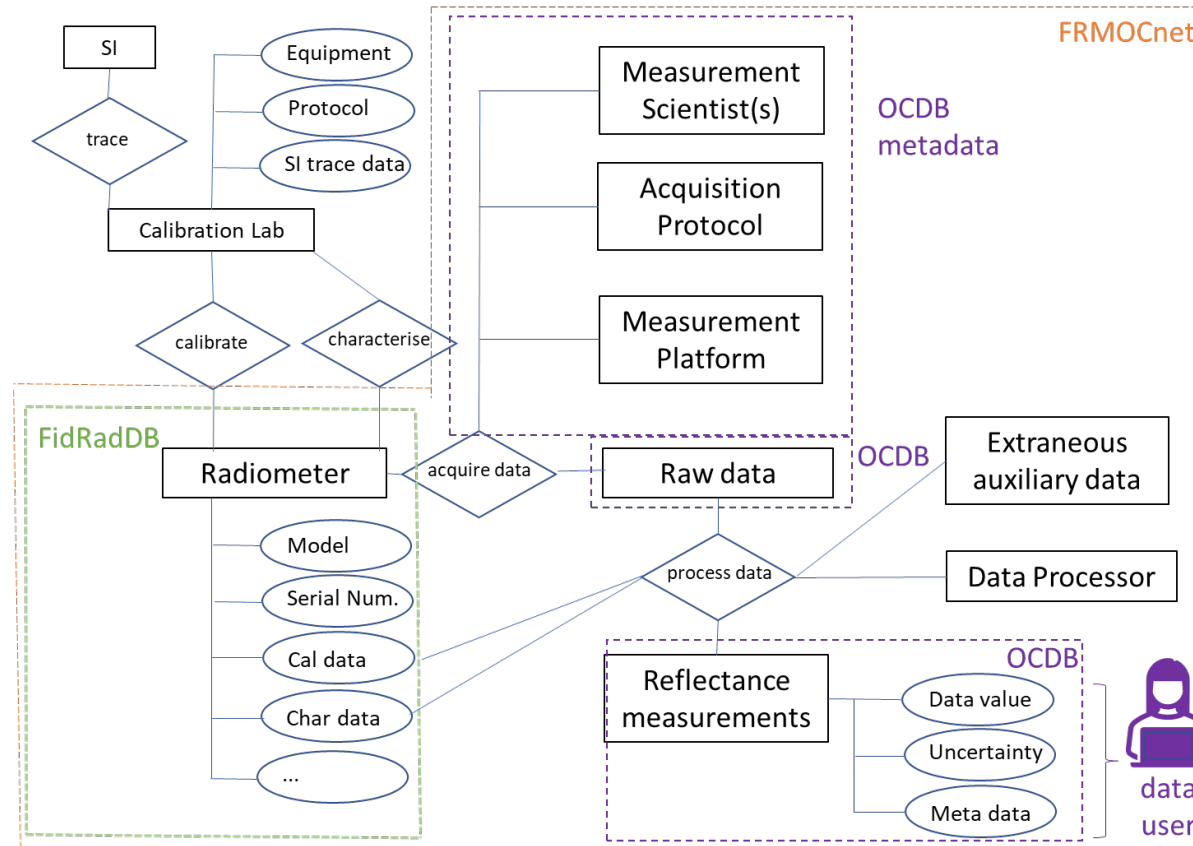 FRMOCnet
SI
trace
Equipment
Protocol
SI trace data
Calibration Lab
calibrate
characterise
Measurement
Scientist(s)
Acquisition
Protocol
Measurement
Platform
OCDB
metadata
FidRadDB
Radiometer
acquire data
Raw data
OCDB
Extraneous
auxiliary data
Model
Serial Num.
Cal data
Char data
...
process data
Data Processor
OCDB
Reflectance
measurements
Data value
Uncertainty
Meta data
data
user